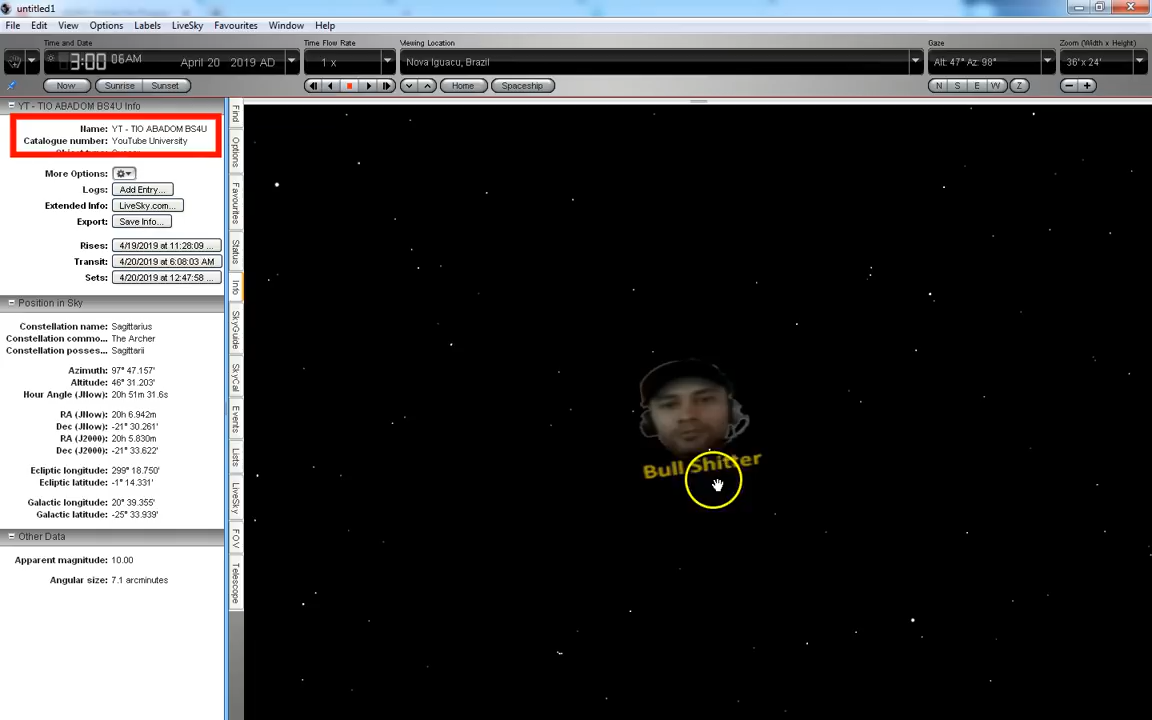 untitled1
File Edit View Options Labels LiveSky Favourites Window Help
Time and Date Time Flow Rate Viewing Location Gaze Zoom (Width x Height)
3:00 06AM April 20 2019 AD 1 x Nova Iguacu, Brazil Alt: 47° Az: 98° 36' x 24'
Now Sunrise Sunset Home Spaceship N S E W Z
YT - TIO ABADOM BS4U Info
Name: YT - TIO ABADOM BS4U
Catalogue number: YouTube University
More Options:
Logs: Add Entry...
Extended Info: LiveSky.com...
Export: Save Info...
Rises: 4/19/2019 at 11:28:09 ...
Transit: 4/20/2019 at 6:08:03 AM
Sets: 4/20/2019 at 12:47:58 ...
Position in Sky
Constellation name: Sagittarius
Constellation commo... The Archer
Constellation posses... Sagittarii
Azimuth: 97° 47.157'
Altitude: 46° 31.203'
Hour Angle (JNow): 20h 51m 31.6s
RA (JNow): 20h 6.942m
Dec (JNow): -21° 30.261'
RA (J2000): 20h 5.830m
Dec (J2000): -21° 33.622'
Ecliptic longitude: 299° 18.750'
Ecliptic latitude: -1° 14.331'
Galactic longitude: 20° 39.355'
Galactic latitude: -25° 33.939'
Other Data
Apparent magnitude: 10.00
Angular size: 7.1 arcminutes
Find
Options
Favourites
Status
Info
SkyGuide
SkyCal
Events
Lists
LiveSky
FOV
Telescope
Bull Shitter